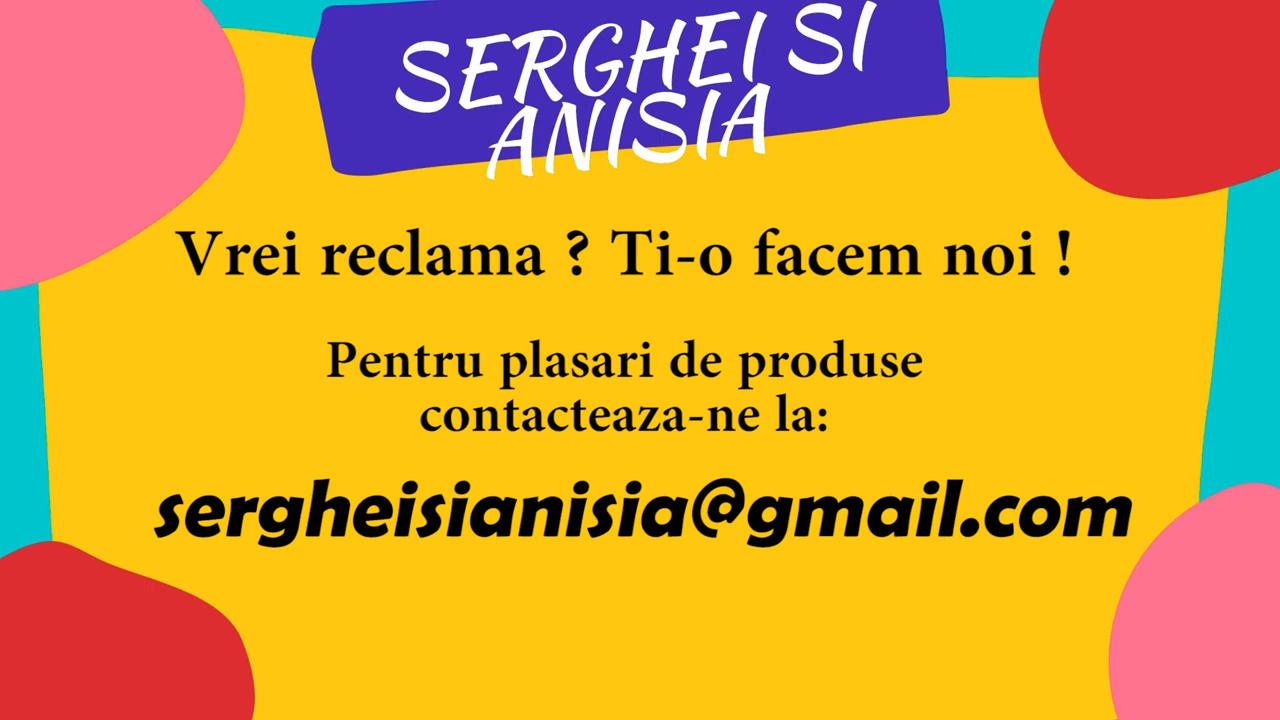 SERGHEI SI
ANISIA
Vrei reclama ? Ti-o facem noi !
Pentru plasari de produse
contacteaza-ne la:
sergheisianisia@gmail.com